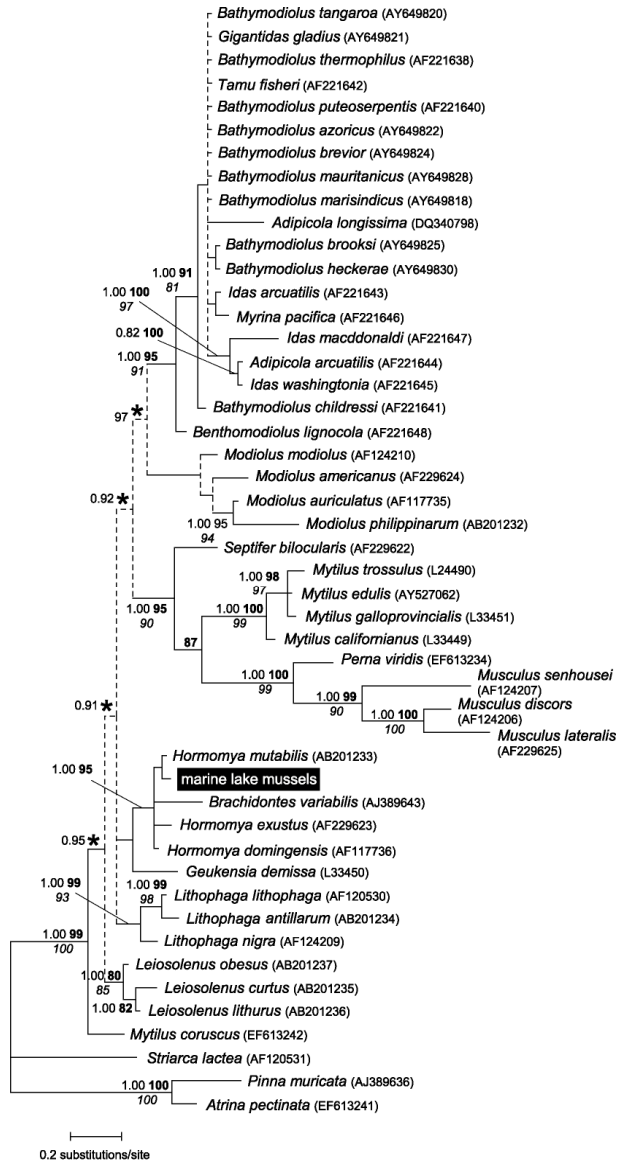 Bathymodiolus tangaroa (AY649820)
Gigantidas gladius (AY649821)
Bathymodiolus thermophilus (AF221638)
Tamu fisheri (AF221642)
Bathymodiolus puteoserpentis (AF221640)
Bathymodiolus azoricus (AY649822)
Bathymodiolus brevior (AY649824)
Bathymodiolus mauritanicus (AY649828)
Bathymodiolus marisindicus (AY649818)
Adipicola longissima (DQ340798)
Bathymodiolus brooksi (AY649825)
Bathymodiolus heckerae (AY649830)
1.00 91
81
1.00 100
97
Idas arcuatilis (AF221643)
Myrina pacifica (AF221646)
0.82 100
Idas macddonaldi (AF221647)
1.00 95
91
Adipicola arcuatilis (AF221644)
Idas washingtonia (AF221645)
Bathymodiolus childressi (AF221641)
97 *
Benthomodiolus lignocola (AF221648)
Modiolus modiolus (AF124210)
Modiolus americanus (AF229624)
0.92 *
Modiolus auriculatus (AF117735)
1.00 95
94
Modiolus philippinarum (AB201232)
Septifer bilocularis (AF229622)
Mytilus trossulus (L24490)
1.00 98
97
Mytilus edulis (AY527062)
1.00 95
90
1.00 100
99
Mytilus galloprovincialis (L33451)
87
Mytilus californianus (L33449)
Perna viridis (EF613234)
1.00 100
99
Musculus senhousei
(AF124207)
1.00 99
90
0.91 *
Musculus discors
(AF124206)
1.00 100
100
Musculus lateralis
(AF229625)
Hormomya mutabilis (AB201233)
1.00 95
marine lake mussels
Brachidontes variabilis (AJ389643)
Hormomya exustus (AF229623)
0.95 *
Hormomya domingensis (AF117736)
Geukensia demissa (L33450)
1.00 99
93
1.00 99
98
Lithophaga lithophaga (AF120530)
Lithophaga antillarum (AB201234)
1.00 99
100
Lithophaga nigra (AF124209)
Leiosolenus obesus (AB201237)
1.00 80
85
Leiosolenus curtus (AB201235)
1.00 82
Leiosolenus lithurus (AB201236)
Mytilus coruscus (EF613242)
Striarca lactea (AF120531)
1.00 100
100
Pinna muricata (AJ389636)
Atrina pectinata (EF613241)
0.2 substitutions/site